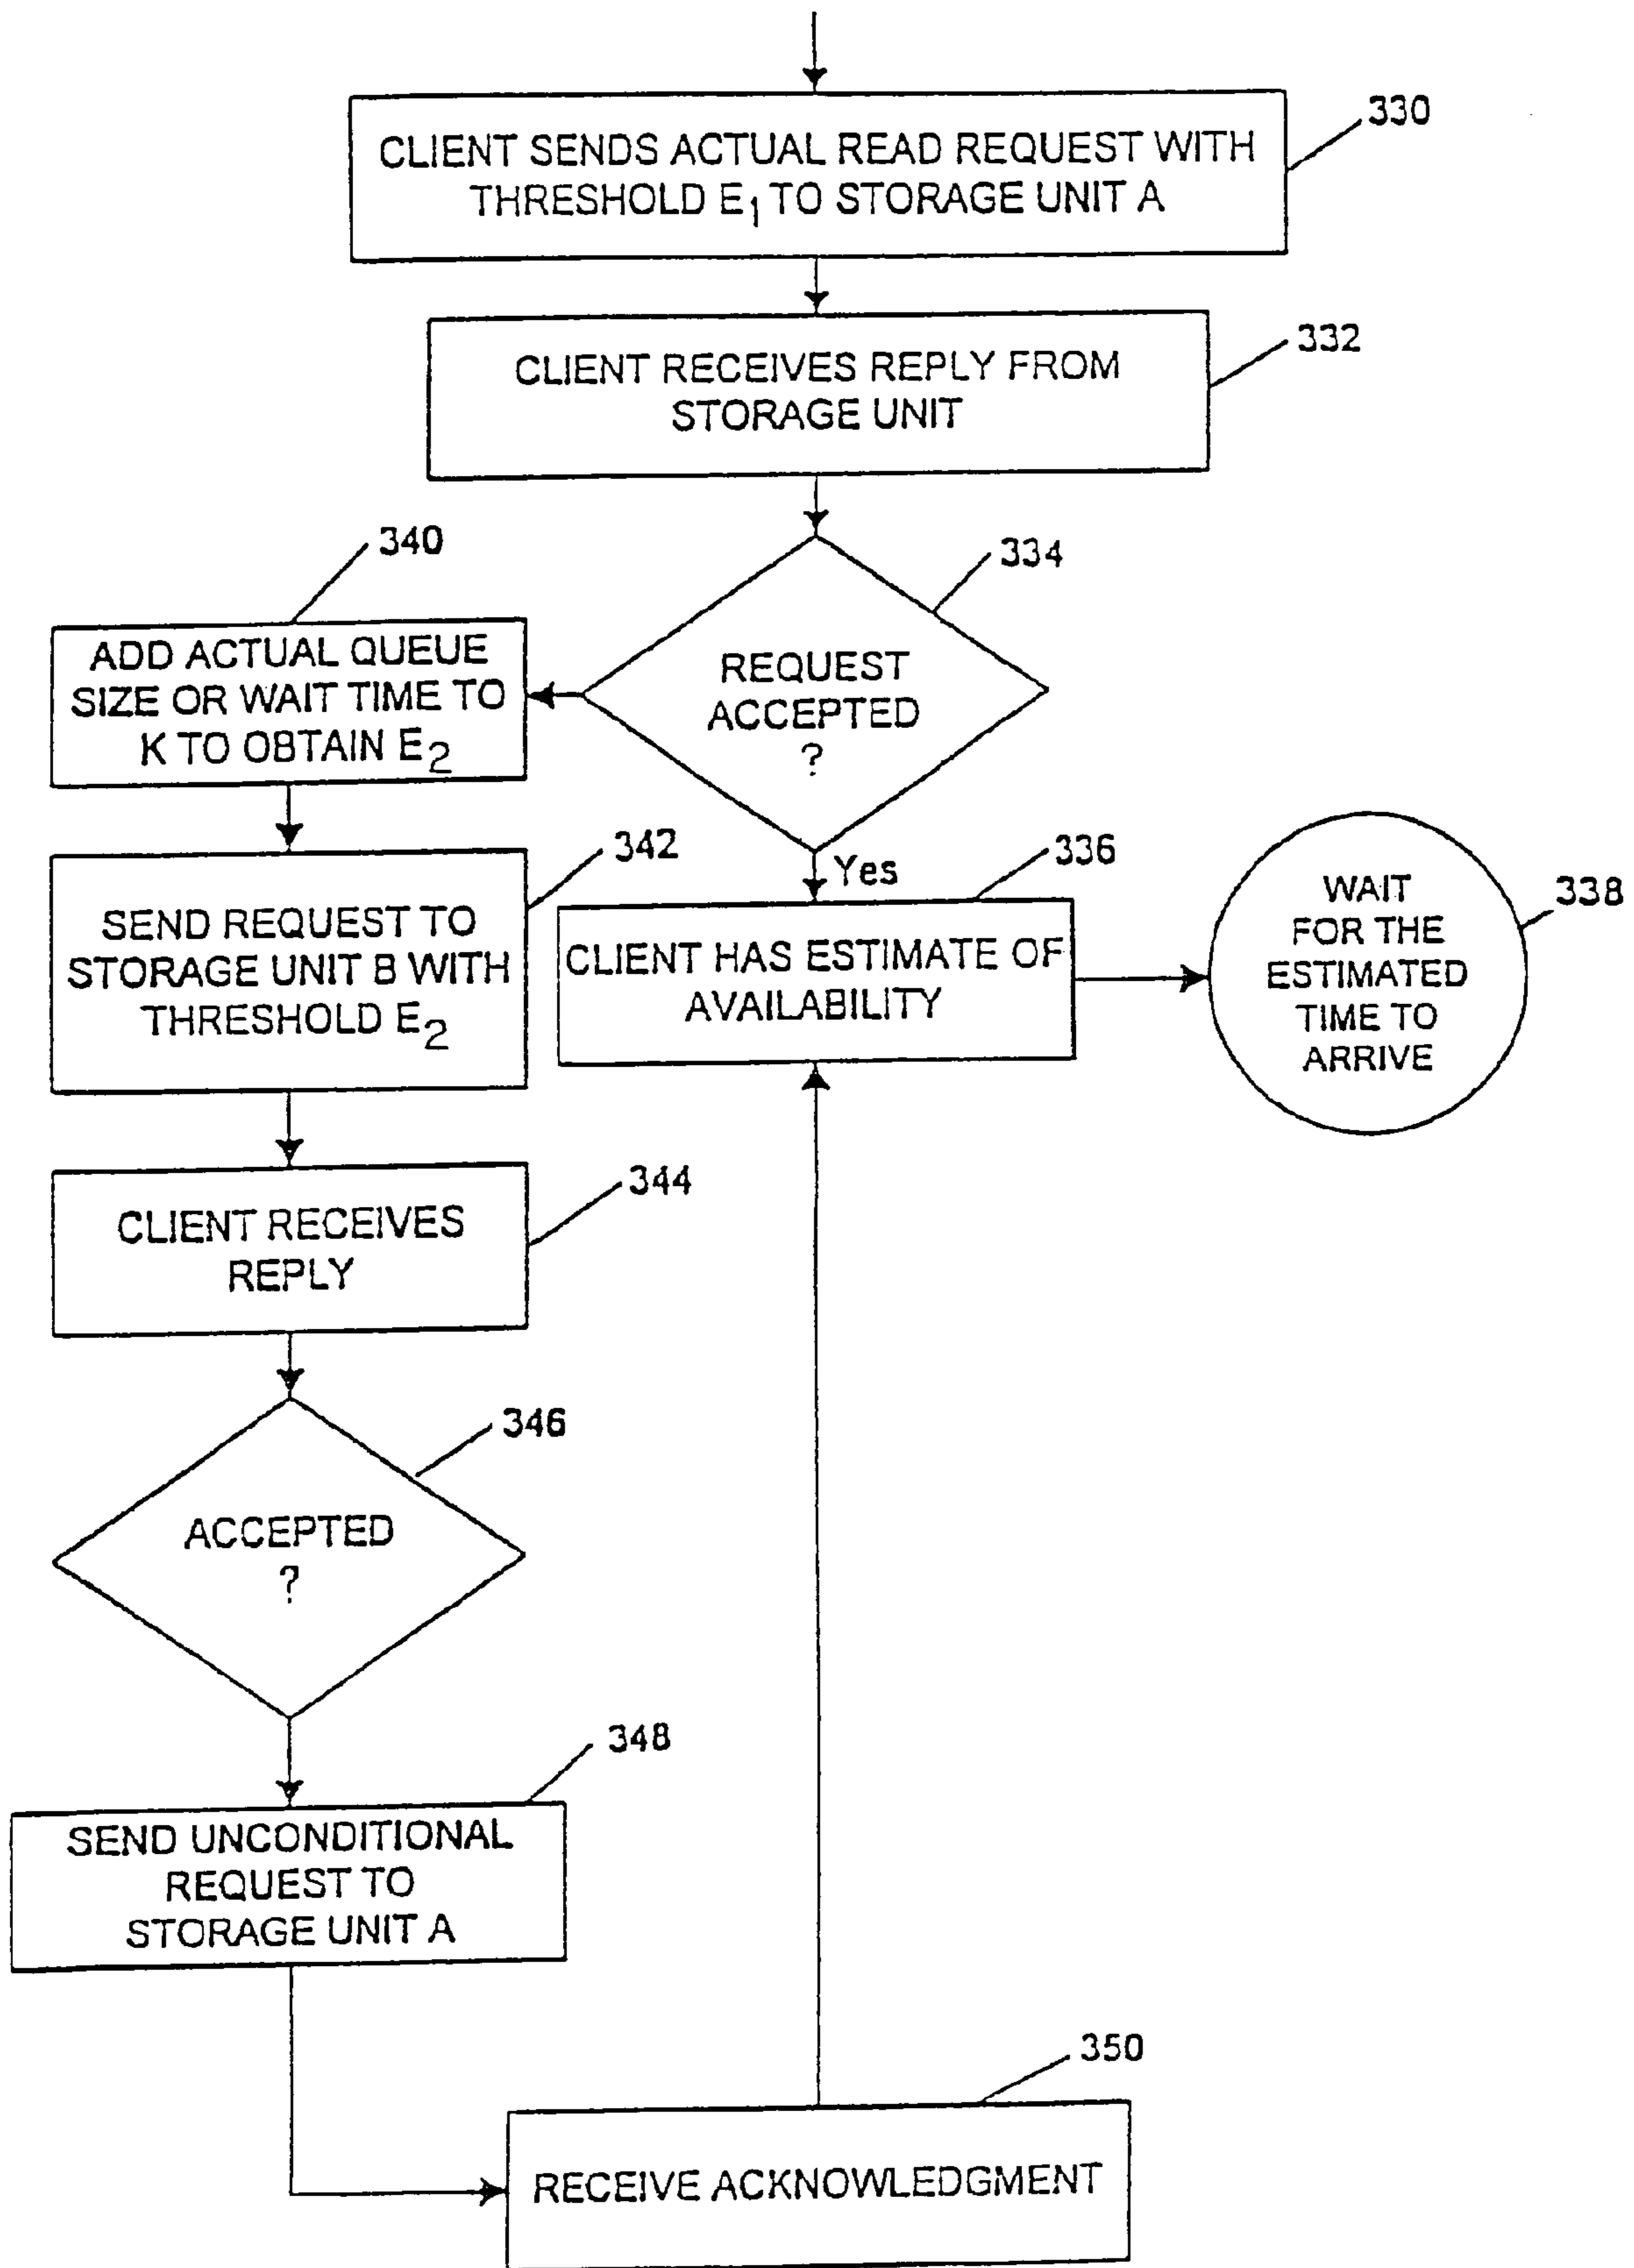 330
CLIENT SENDS ACTUAL READ REQUEST WITH
THRESHOLD E1 TO STORAGE UNIT A
332
CLIENT RECEIVES REPLY FROM
STORAGE UNIT
334
REQUEST
ACCEPTED
?
340
ADD ACTUAL QUEUE
SIZE OR WAIT TIME TO
K TO OBTAIN E2
Yes
336
CLIENT HAS ESTIMATE OF
AVAILABILITY
338
WAIT
FOR THE
ESTIMATED
TIME TO
ARRIVE
342
SEND REQUEST TO
STORAGE UNIT B WITH
THRESHOLD E2
344
CLIENT RECEIVES
REPLY
346
ACCEPTED
?
348
SEND UNCONDITIONAL
REQUEST TO
STORAGE UNIT A
350
RECEIVE ACKNOWLEDGMENT